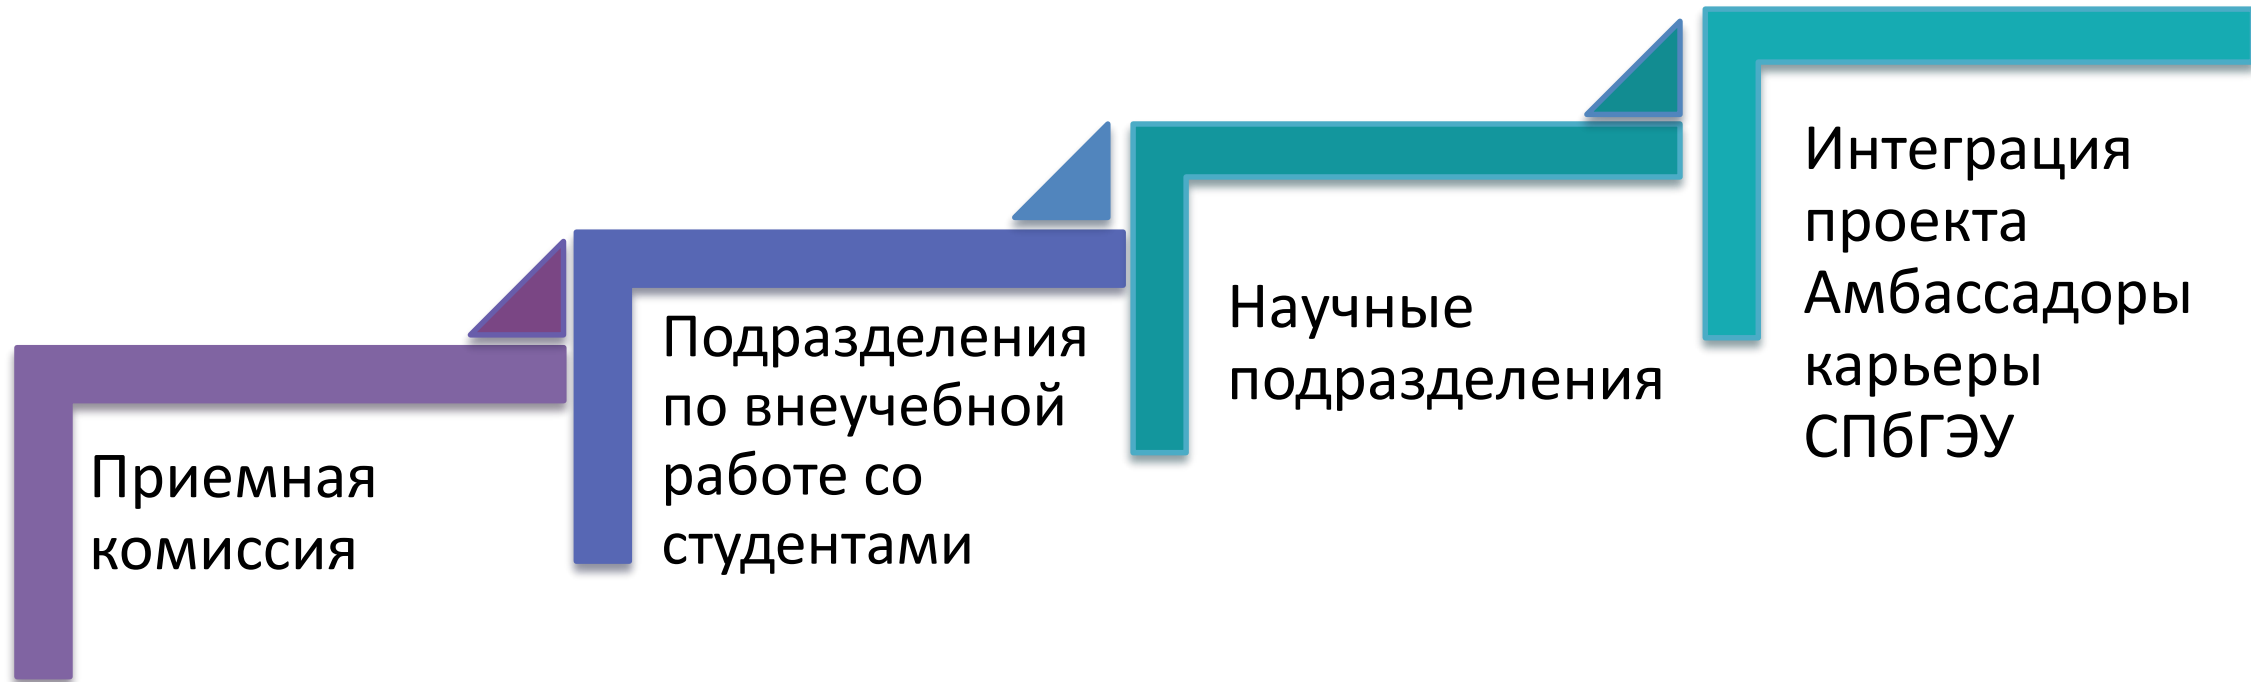 Приемная
комиссия
Подразделения
по внеучебной
работе со
студентами
Научные
подразделения
Интеграция
проекта
Амбассадоры
карьеры
СПбГЭУ